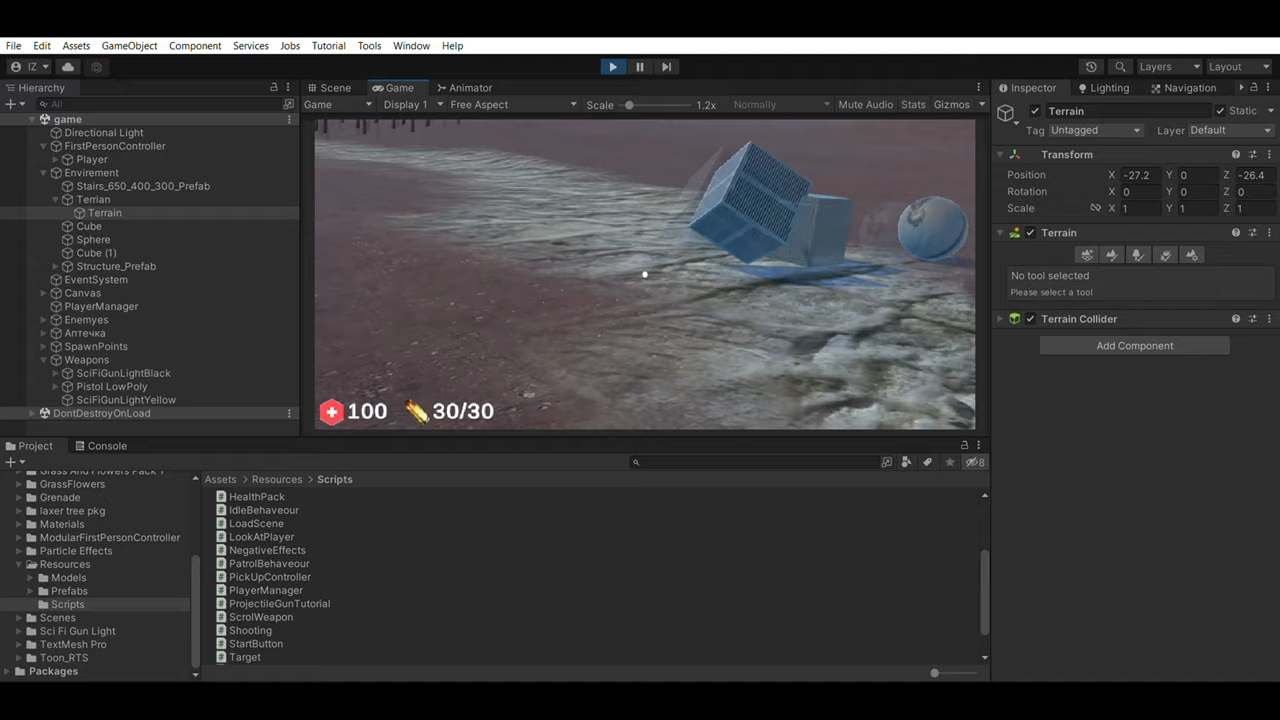 File Edit Assets GameObject Component Services Jobs Tutorial Tools Window Help
IZ Layers Layout
Hierarchy Scene Game Animator Inspector Lighting Navigation
All Game Display 1 Free Aspect Scale 1.2x Normally Mute Audio Stats Gizmos
Terrain Static
game
Tag Untagged Layer Default
Directional Light
FirstPersonController
Player
Transform
Envirement
Position X -27.2 Y 0 Z -26.4
Stairs_650_400_300_Prefab
Rotation X 0 Y 0 Z 0
Terrian
Scale X 1 Y 1 Z 1
Terrain
Cube
Terrain
Sphere
Cube (1)
Structure_Prefab
No tool selected
EventSystem
Please select a tool
Canvas
PlayerManager
Enemyes
Terrain Collider
Аптечка
SpawnPoints
Add Component
Weapons
SciFiGunLightBlack
Pistol LowPoly
SciFiGunLightYellow
DontDestroyOnLoad
100 30/30
Project Console
8
Grass And Flowers Pack 1
Assets Resources Scripts
GrassFlowers
Grenade
laxer tree pkg
Materials
ModularFirstPersonController
Particle Effects
Resources
Models
Prefabs
Scripts
Scenes
Sci Fi Gun Light
TextMesh Pro
Toon_RTS
Packages
HealthPack
IdleBehaveour
LoadScene
LookAtPlayer
NegativeEffects
PatrolBehaveour
PickUpController
PlayerManager
ProjectileGunTutorial
ScrolWeapon
Shooting
StartButton
Target